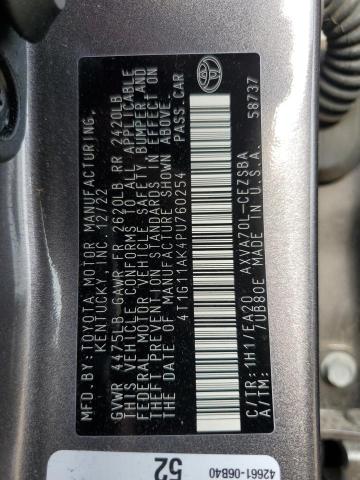 MFD. BY: TOYOTA MOTOR MANUFACTURING,
KENTUCKY, INC. 12/22
GVWR 4475LB GAWR FR 2620LB RR 2420LB
THIS VEHICLE CONFORMS TO ALL APPLICABLE
FEDERAL MOTOR VEHICLE SAFETY, BUMPER AND
THEFT PREVENTION STANDARDS IN EFFECT ON
THE DATE OF MANUFACTURE SHOWN ABOVE.
4T1G11AK4PU760254 PASS.CAR
C/TR: 1H1/EA20 AXVA70L-CEZSBA
A/TM: /UB80E MADE IN U.S.A. 58737
TOYOTA
42661-06B40
52